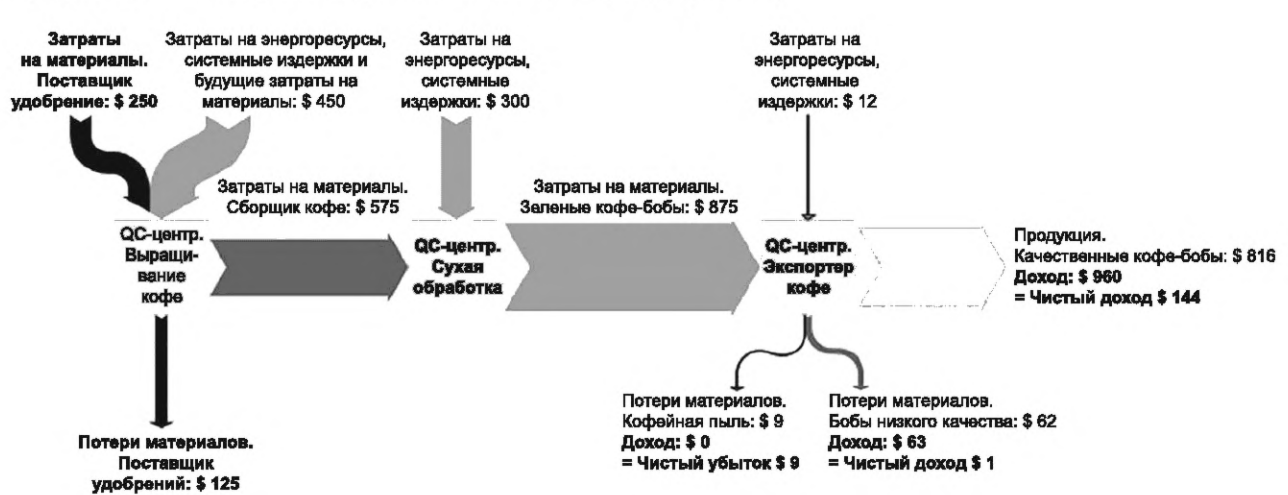 Затраты
на материалы.
Поставщик
удобрение: $ 250
Затраты на энергоресурсы,
системные издержки и
будущие затраты на
материалы: $ 450
Затраты на
энергоресурсы,
системные
издержки: $ 300
Затраты на
энергоресурсы,
системные
издержки: $ 12
Затраты на материалы.
Сборщик кофе: $ 575
Затраты на материалы.
Зеленые кофе-бобы: $ 875
QC-центр.
Выращи-
вание
кофе
QC-центр.
Сухая
обработка
QC-центр.
Экспортер
кофе
Продукция.
Качественные кофе-бобы: $ 816
Доход: $ 960
= Чистый доход $ 144
Потери материалов.
Поставщик
удобрений: $ 125
Потери материалов.
Кофейная пыль: $ 9
Доход: $ 0
= Чистый убыток $ 9
Потери материалов.
Бобы низкого качества: $ 62
Доход: $ 63
= Чистый доход $ 1